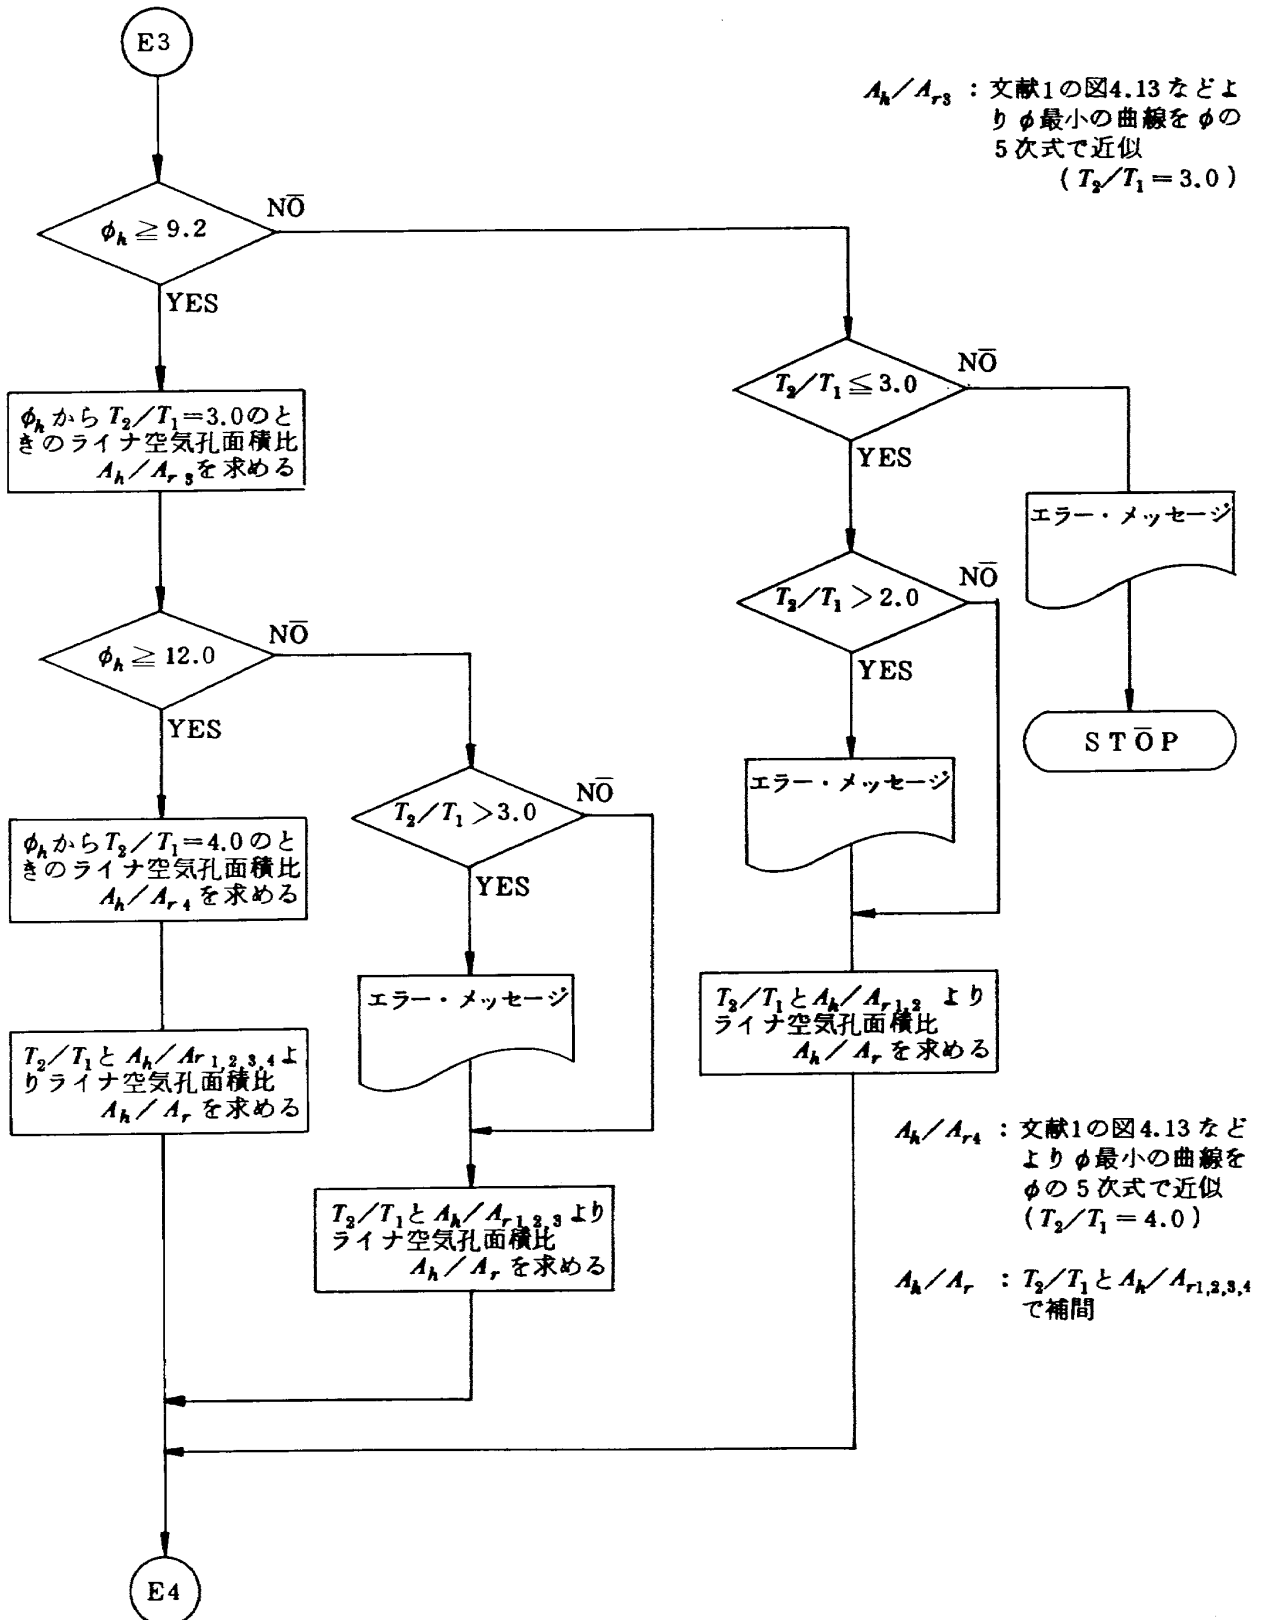 E3
A_h/A_r3 : 文献1の図4.13などよ
りφ最小の曲線をφの
5次式で近似
(T_2/T_1=3.0)
φ_h≧9.2
NŌ
YES
φ_hからT_2/T_1=3.0のと
きのライナ空気孔面積比
A_h/A_r3を求める
T_2/T_1≦3.0
NŌ
YES
エラー・メッセージ
T_2/T_1>2.0
NŌ
YES
φ_h≧12.0
NŌ
YES
STŌP
エラー・メッセージ
T_2/T_1>3.0
NŌ
YES
φ_hからT_2/T_1=4.0のと
きのライナ空気孔面積比
A_h/A_r4を求める
エラー・メッセージ
T_2/T_1とA_h/A_r1,2より
ライナ空気孔面積比
A_h/A_rを求める
T_2/T_1とA_h/A_r1,2,3,4よ
りライナ空気孔面積比
A_h/A_rを求める
A_h/A_r4 : 文献1の図4.13など
よりφ最小の曲線を
φの5次式で近似
(T_2/T_1=4.0)
T_2/T_1とA_h/A_r1,2,3より
ライナ空気孔面積比
A_h/A_rを求める
A_h/A_r : T_2/T_1とA_h/A_r1,2,3,4
で補間
E4